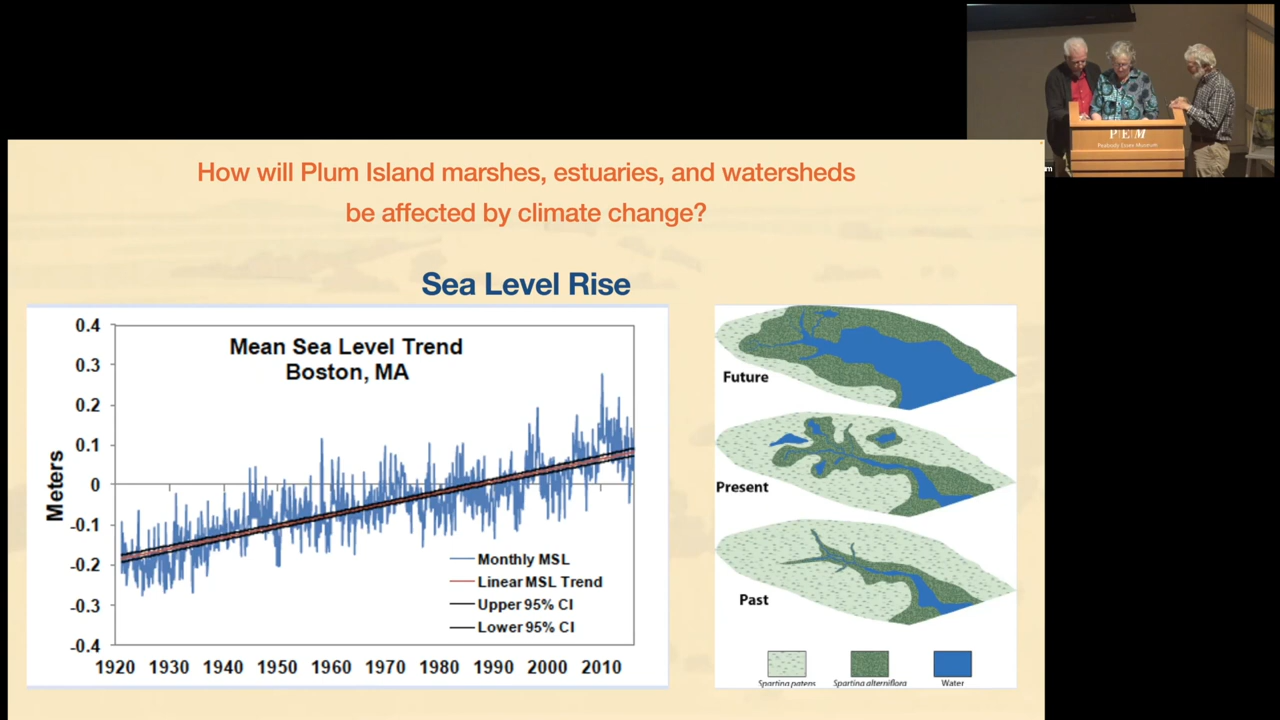 P|E|M
Peabody Essex Museum
m
How will Plum Island marshes, estuaries, and watersheds
be affected by climate change?
Sea Level Rise
Mean Sea Level Trend
Boston, MA
Meters
0.4
0.3
0.2
0.1
0
-0.1
-0.2
-0.3
-0.4
1920 1930 1940 1950 1960 1970 1980 1990 2000 2010
Monthly MSL
Linear MSL Trend
Upper 95% CI
Lower 95% CI
Future
Present
Past
Spartina patens Spartina alterniflora Water